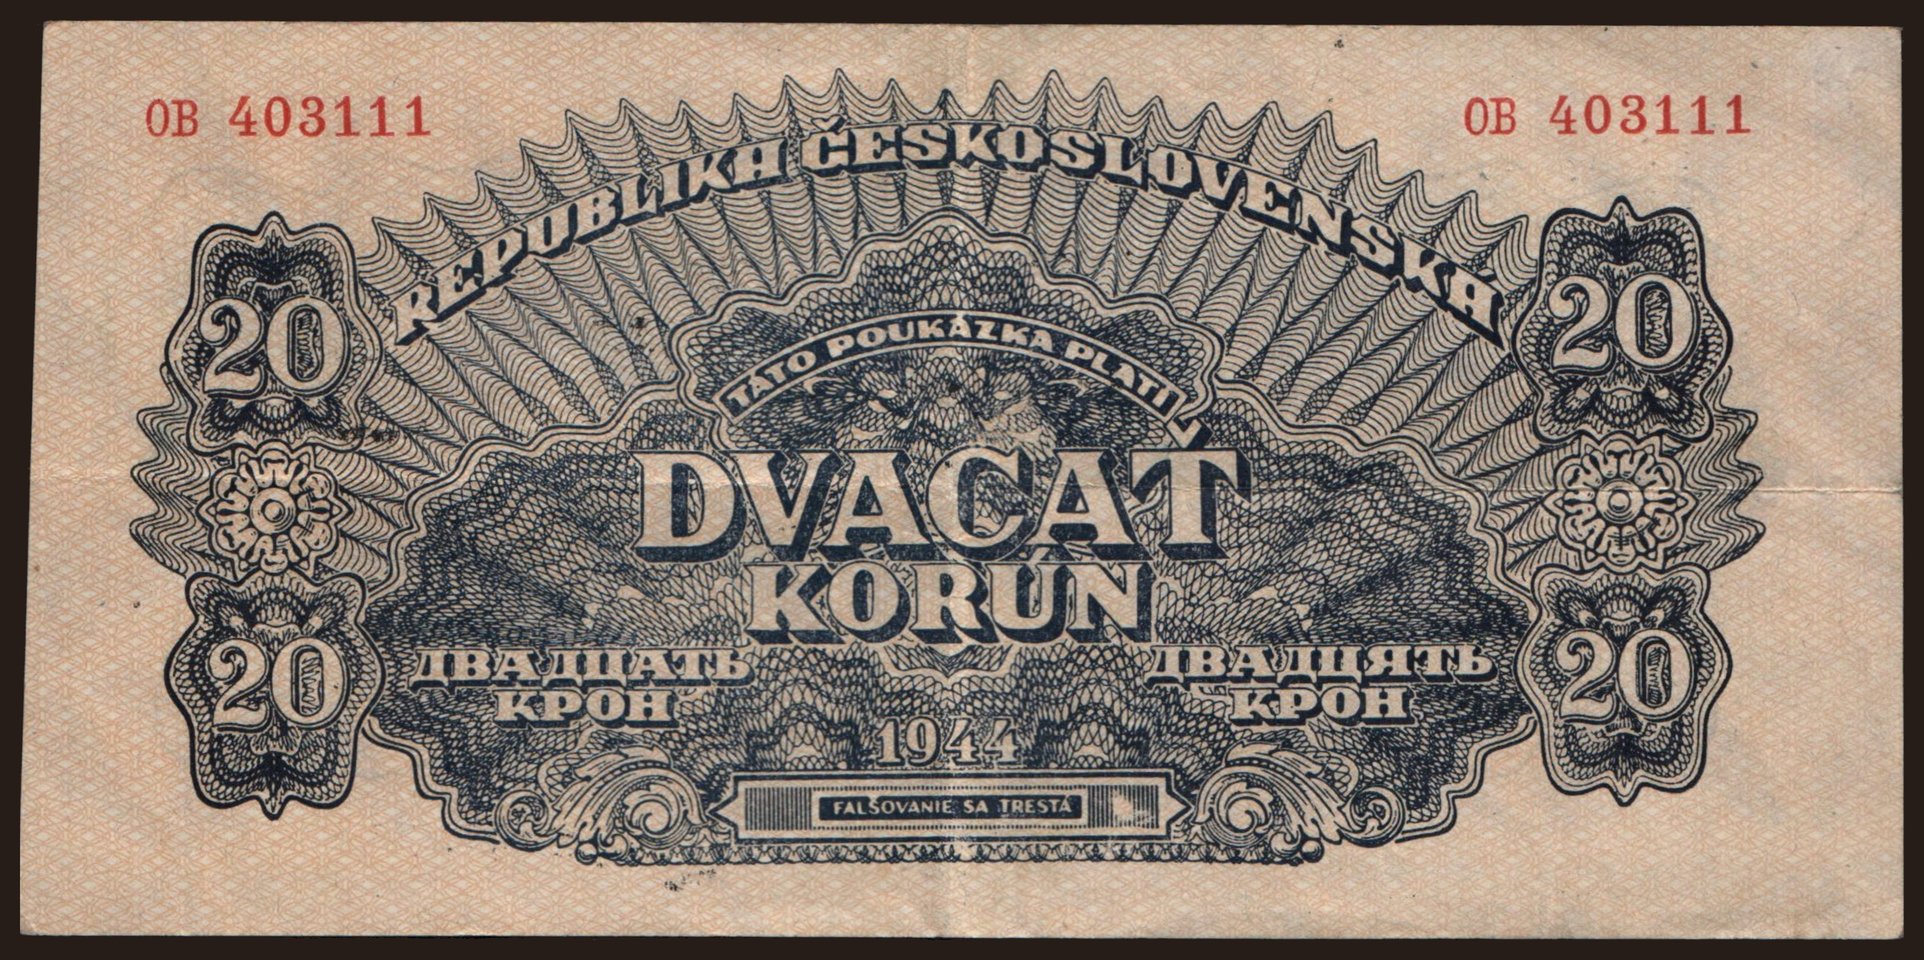 OB 403111
OB 403111
REPUBLIKA ČESKOSLOVENSKÁ
20
20
TÁTO POUKÁZKA PLATÍ
DVACAŤ
KORÚN
ДВАДЦАТЬ
КРОН
ДВАДЦЯТЬ
КРОН
20
20
1944
FALŠOVANIE SA TRESTÁ